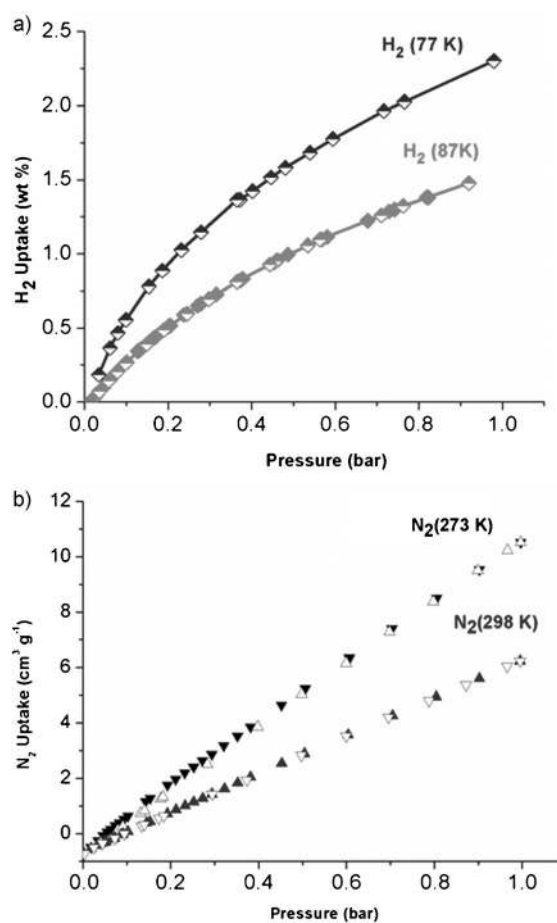 a)
2.5
H₂ (77 K)
2.0
H₂ (87K)
1.5
1.0
0.5
0.0
H₂ Uptake (wt %)
0.0 0.2 0.4 0.6 0.8 1.0
Pressure (bar)
b)
12
N₂(273 K)
10
8
N₂(298 K)
6
4
2
0
N₂ Uptake (cm³ g⁻¹)
0.0 0.2 0.4 0.6 0.8 1.0
Pressure (bar)